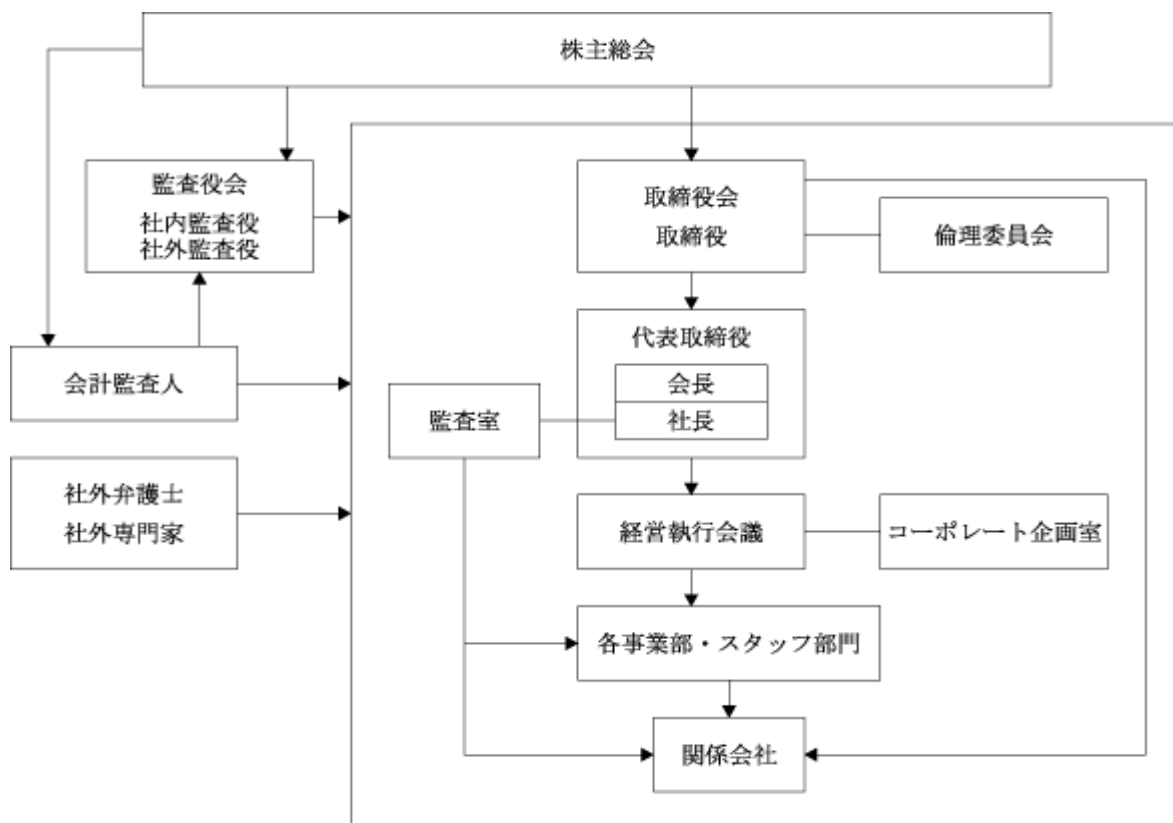 株主総会
監査役会
社内監査役
社外監査役
取締役会
取締役
倫理委員会
代表取締役
会長
社長
会計監査人
監査室
社外弁護士
社外専門家
経営執行会議
コーポレート企画室
各事業部・スタッフ部門
関係会社